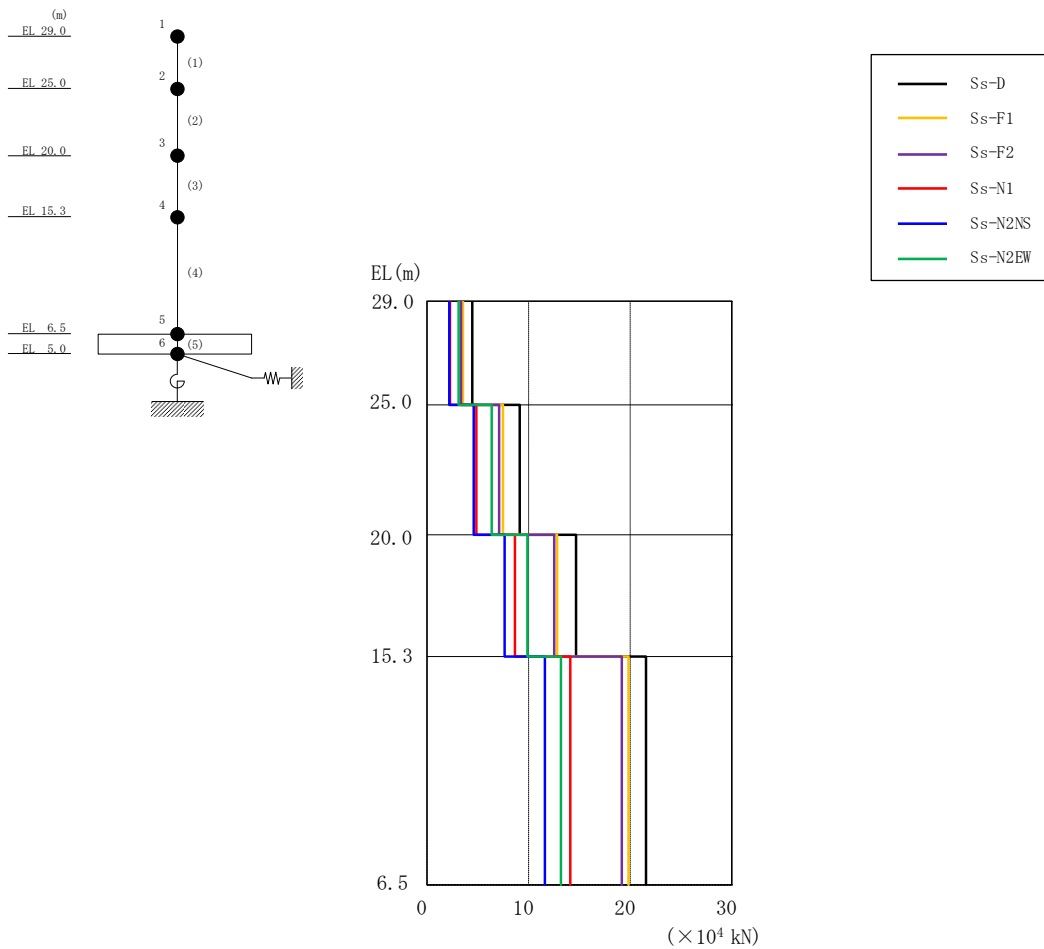 (m)
EL 29.0
EL 25.0
EL 20.0
EL 15.3
EL 6.5
EL 5.0
1
(1)
2
(2)
3
(3)
4
(4)
5
6 (5)
Ss-D
Ss-F1
Ss-F2
Ss-N1
Ss-N2NS
Ss-N2EW
EL(m)
29.0
25.0
20.0
15.3
6.5
0 10 20 30
(×10⁴ kN)